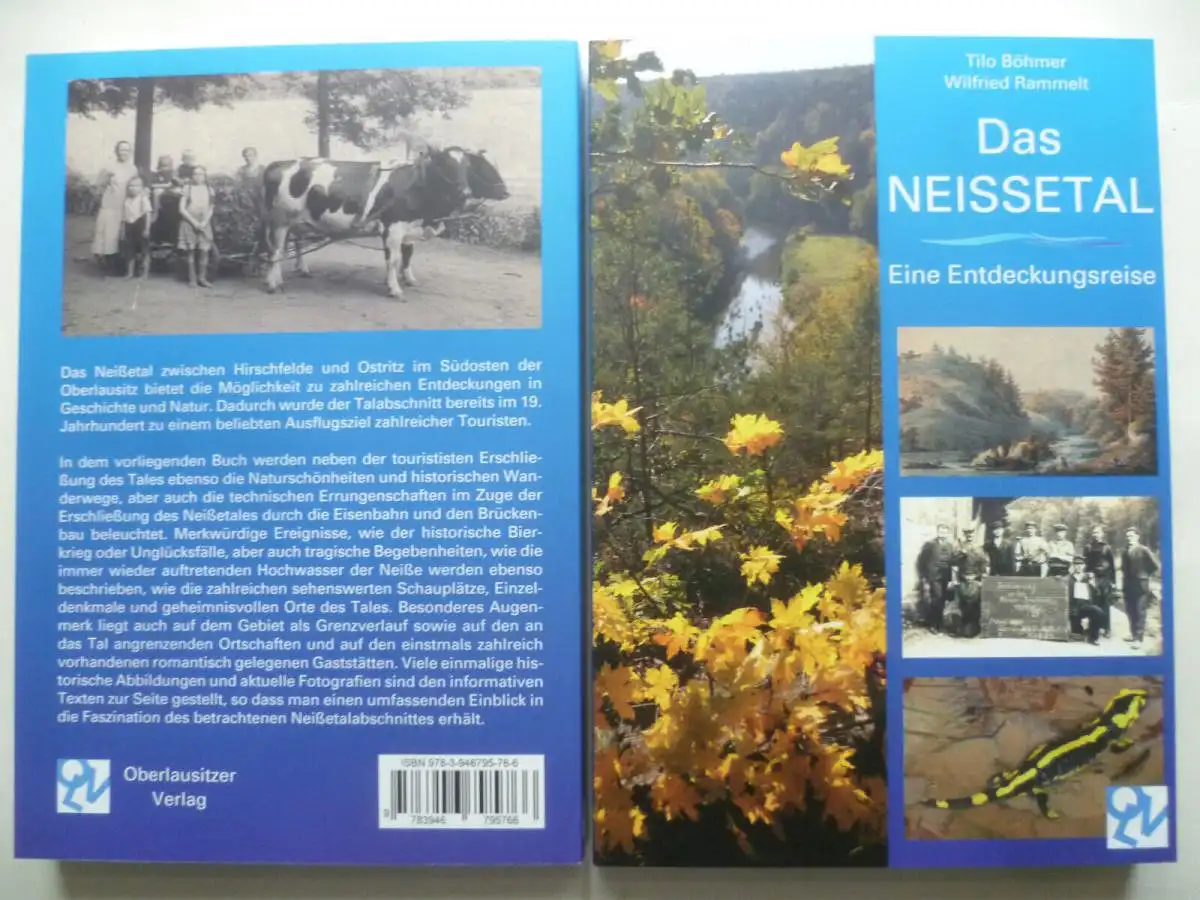 Das Neißetal zwischen Hirschfelde und Ostritz im Südosten der
Oberlausitz bietet die Möglichkeit zu zahlreichen Entdeckungen in
Geschichte und Natur. Dadurch wurde der Talabschnitt bereits im 19.
Jahrhundert zu einem beliebten Ausflugsziel zahlreicher Touristen.
In dem vorliegenden Buch werden neben der tourististen Erschlie-
ßung des Tales ebenso die Naturschönheiten und historischen Wan-
derwege, aber auch die technischen Errungenschaften im Zuge der
Erschließung des Neißetales durch die Eisenbahn und den Brücken-
bau beleuchtet. Merkwürdige Ereignisse, wie der historische Bier-
krieg oder Unglücksfälle, aber auch tragische Begebenheiten, wie die
immer wieder auftretenden Hochwasser der Neiße werden ebenso
beschrieben, wie die zahlreichen sehenswerten Schauplätze, Einzel-
denkmale und geheimnisvollen Orte des Tales. Besonderes Augen-
merk liegt auch auf dem Gebiet als Grenzverlauf sowie auf den an
das Tal angrenzenden Ortschaften und auf den einstmals zahlreich
vorhandenen romantisch gelegenen Gaststätten. Viele einmalige his-
torische Abbildungen und aktuelle Fotografien sind den informativen
Texten zur Seite gestellt, so dass man einen umfassenden Einblick in
die Faszination des betrachtenen Neißetalabschnittes erhält.
OLV
Oberlausitzer
Verlag
ISBN 978-3-946795-76-6
9 783946 795766
Tilo Böhmer
Wilfried Rammelt
Das
NEISSETAL
Eine Entdeckungsreise
OLV